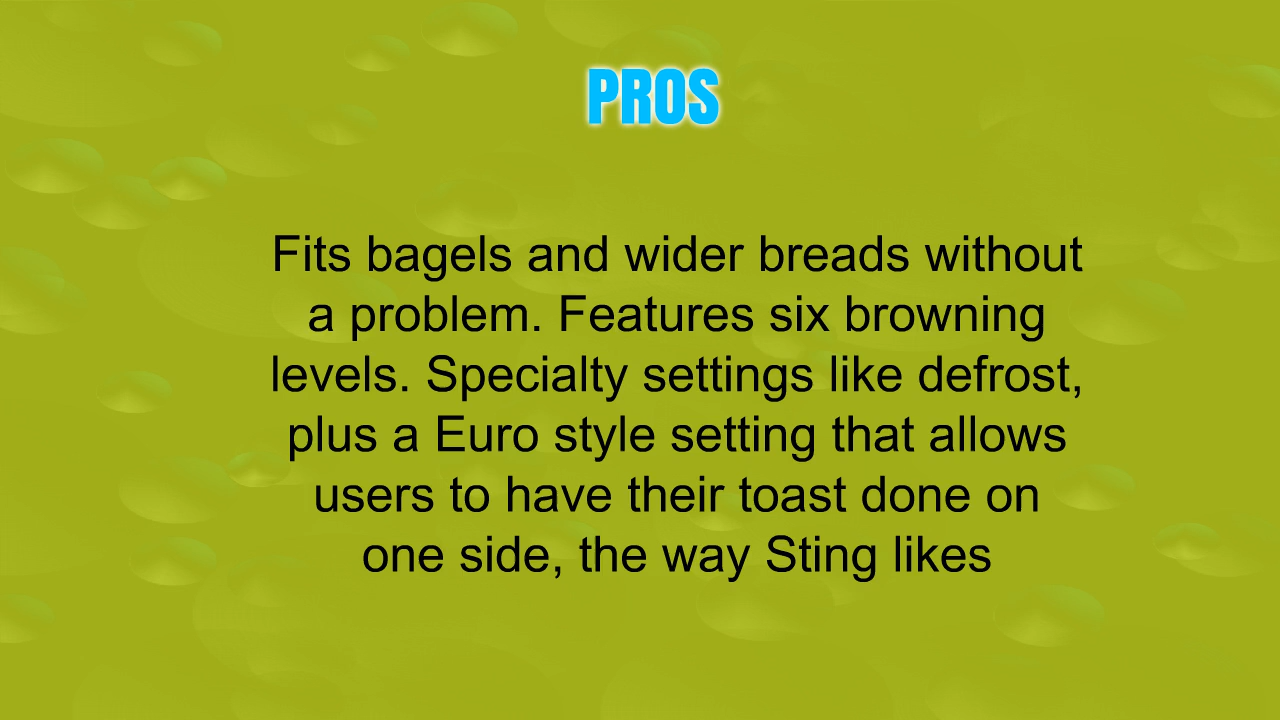 PROS
Fits bagels and wider breads without
a problem. Features six browning
levels. Specialty settings like defrost,
plus a Euro style setting that allows
users to have their toast done on
one side, the way Sting likes